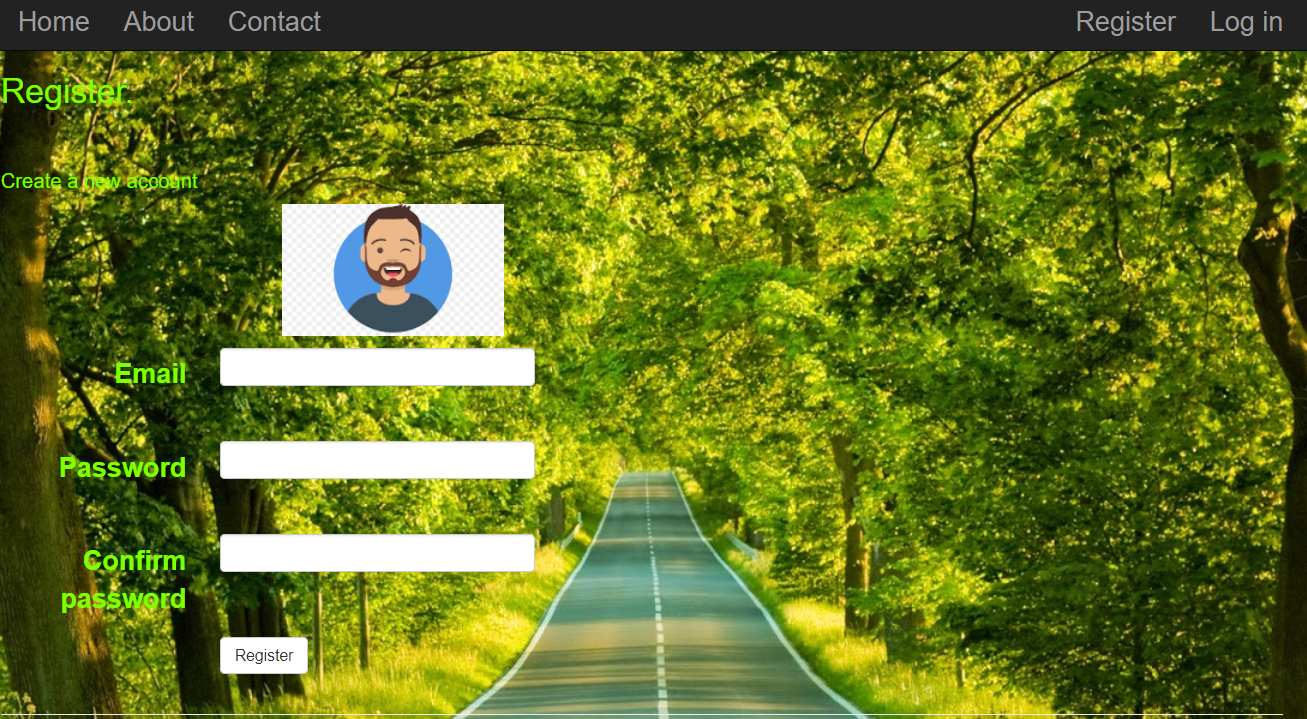 Home About Contact Register Log in
Register.
Create a new account
Email
Password
Confirm
password
Register